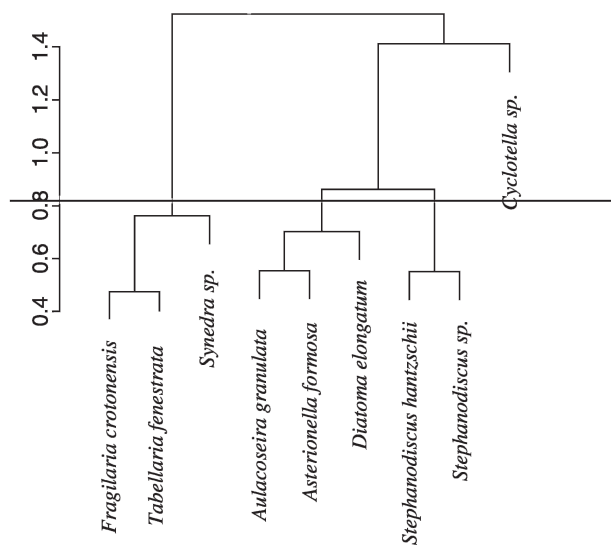 1.4
1.2
1.0
0.8
0.6
0.4
Fragilaria crotonensis
Tabellaria fenestrata
Synedra sp.
Aulacoseira granulata
Asterionella formosa
Diatoma elongatum
Stephanodiscus hantzschii
Stephanodiscus sp.
Cyclotella sp.